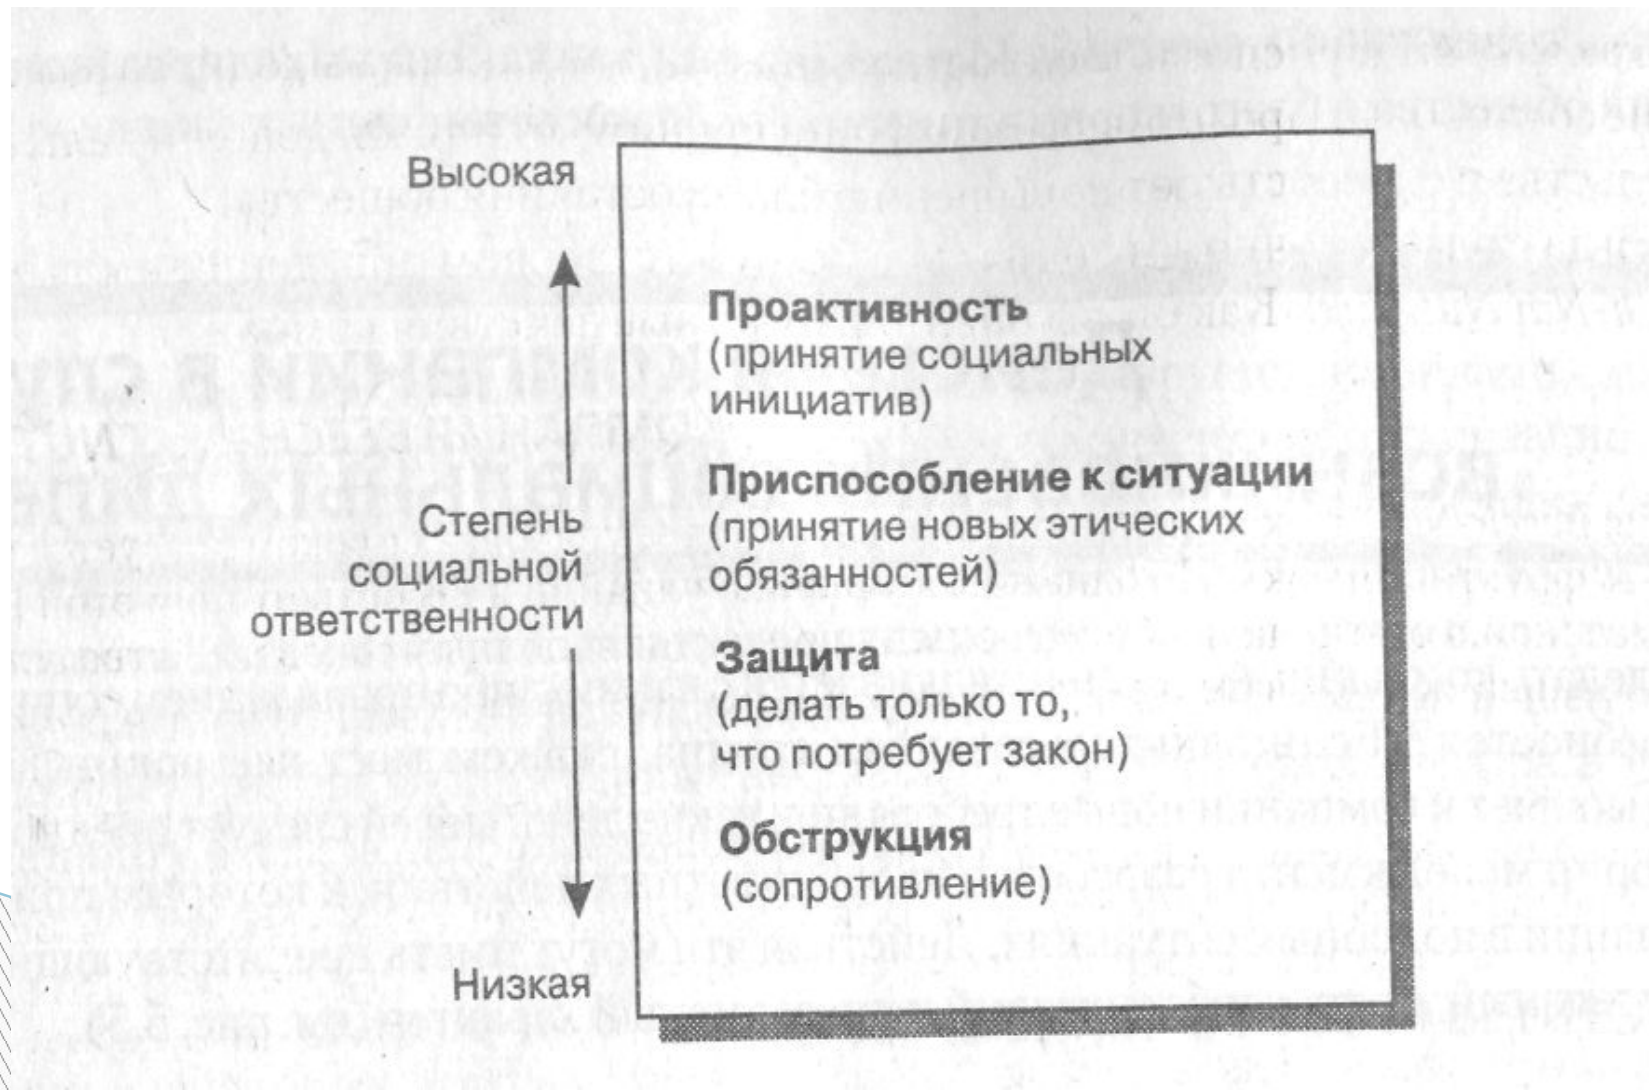 Высокая
Проактивность
(принятие социальных
инициатив)
Приспособление к ситуации
(принятие новых этических
обязанностей)
Степень
социальной
ответственности
Защита
(делать только то,
что потребует закон)
Обструкция
(сопротивление)
Низкая